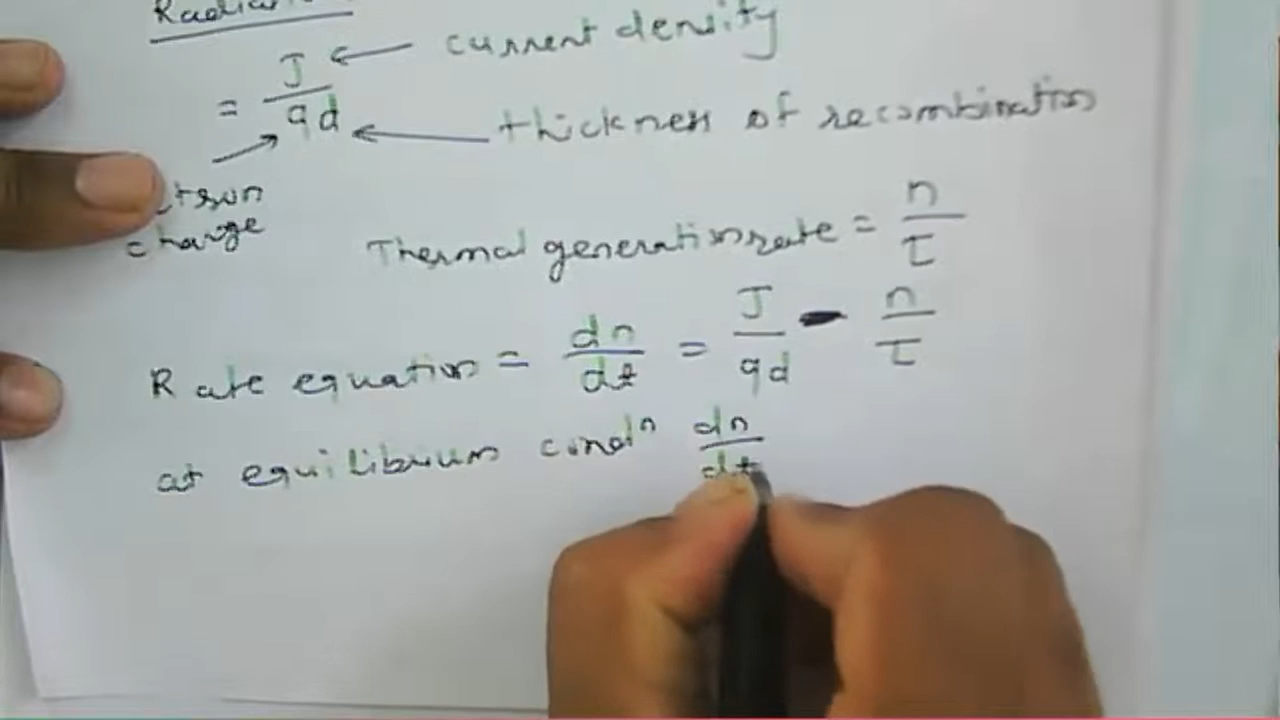 = J/qd ← current density
← thickness of recombination
charge
Thermal generation rate = n/τ
Rate equation = dn/dt = J/qd - n/τ
at equilibrium condⁿ dn/dt